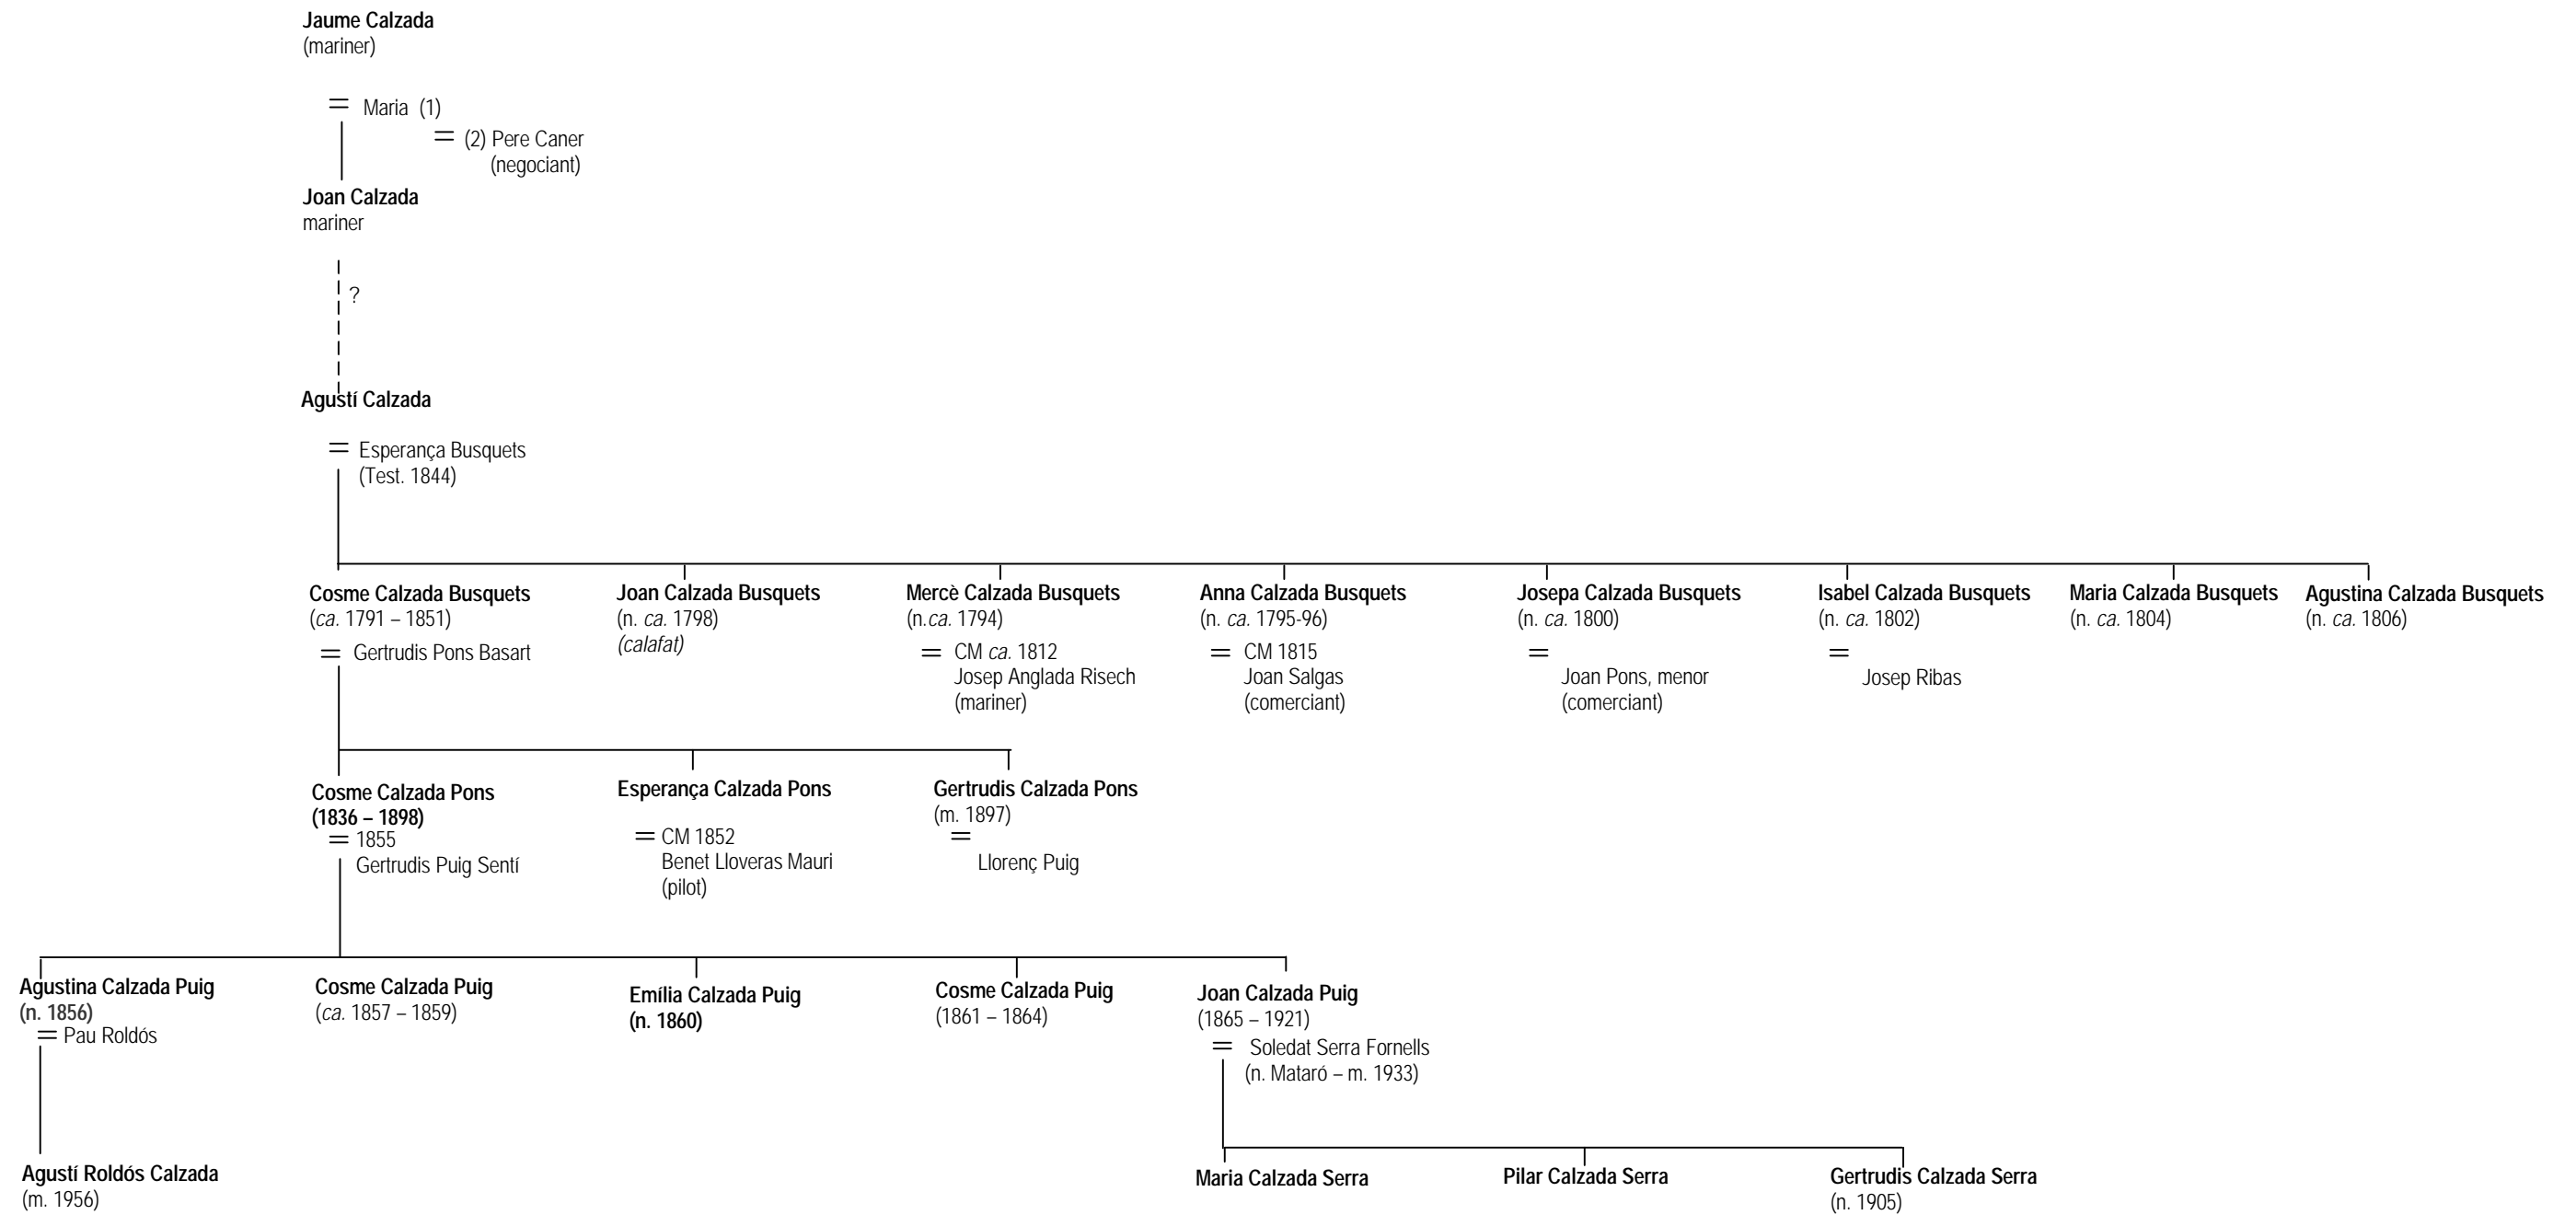 Jaume Calzada
(mariner)
= Maria (1)
= (2) Pere Caner
(negociant)
Joan Calzada
mariner
?
Agustí Calzada
= Esperança Busquets
(Test. 1844)
Cosme Calzada Busquets
(ca. 1791 – 1851)
= Gertrudis Pons Basart
Joan Calzada Busquets
(n. ca. 1798)
(calafat)
Mercè Calzada Busquets
(n.ca. 1794)
= CM ca. 1812
Josep Anglada Risech
(mariner)
Anna Calzada Busquets
(n. ca. 1795-96)
= CM 1815
Joan Salgas
(comerciant)
Josepa Calzada Busquets
(n. ca. 1800)
=
Joan Pons, menor
(comerciant)
Isabel Calzada Busquets
(n. ca. 1802)
=
Josep Ribas
Maria Calzada Busquets
(n. ca. 1804)
Agustina Calzada Busquets
(n. ca. 1806)
Cosme Calzada Pons
(1836 – 1898)
= 1855
Gertrudis Puig Sentí
Esperança Calzada Pons
= CM 1852
Benet Lloveras Mauri
(pilot)
Gertrudis Calzada Pons
(m. 1897)
=
Llorenç Puig
Agustina Calzada Puig
(n. 1856)
= Pau Roldós
Cosme Calzada Puig
(ca. 1857 – 1859)
Emília Calzada Puig
(n. 1860)
Cosme Calzada Puig
(1861 – 1864)
Joan Calzada Puig
(1865 – 1921)
= Soledat Serra Fornells
(n. Mataró – m. 1933)
Agustí Roldós Calzada
(m. 1956)
Maria Calzada Serra
Pilar Calzada Serra
Gertrudis Calzada Serra
(n. 1905)